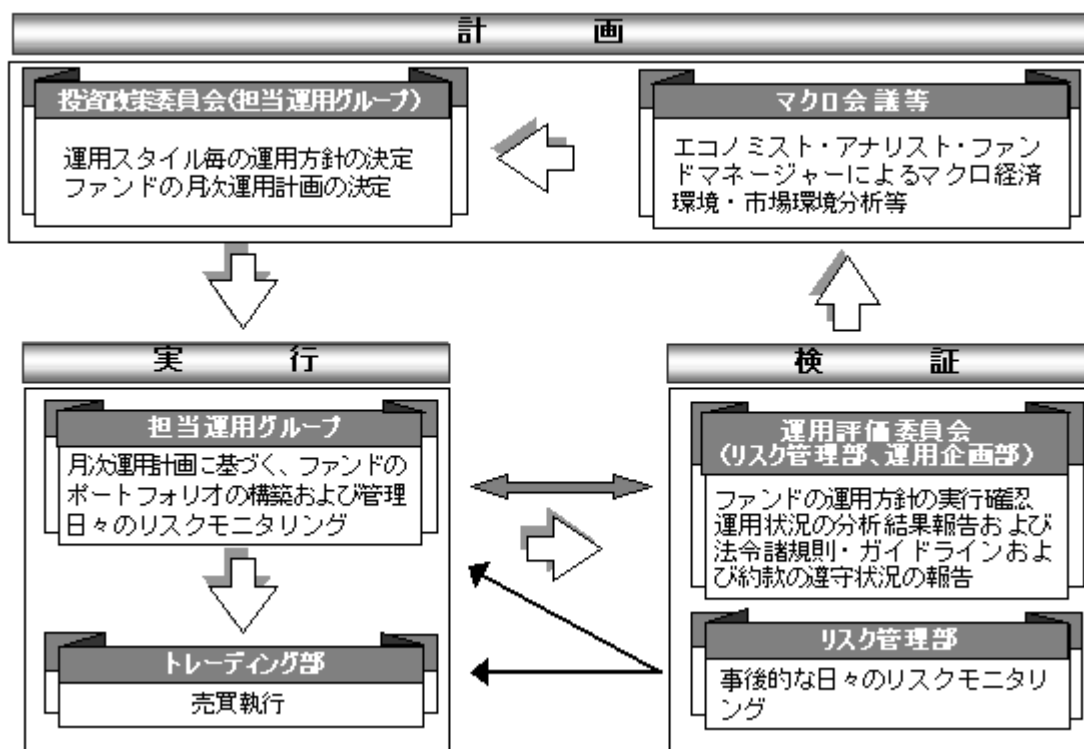 計画
投資政策委員会(担当運用グループ)
運用スタイル毎の運用方針の決定
ファンドの月次運用計画の決定
マクロ会議等
エコノミスト・アナリスト・ファン
ドマネージャーによるマクロ経済
環境・市場環境分析等
実行
担当運用グループ
月次運用計画に基づく、ファンドの
ポートフォリオの構築および管理
日々のリスクモニタリング
トレーディング部
売買執行
検証
運用評価委員会
(リスク管理部、運用企画部)
ファンドの運用方針の実行確認
運用状況の分析結果報告および
法令諸規則・ガイドラインおよ
び約款の遵守状況の報告
リスク管理部
事後的な日々のリスクモニタリ
ング